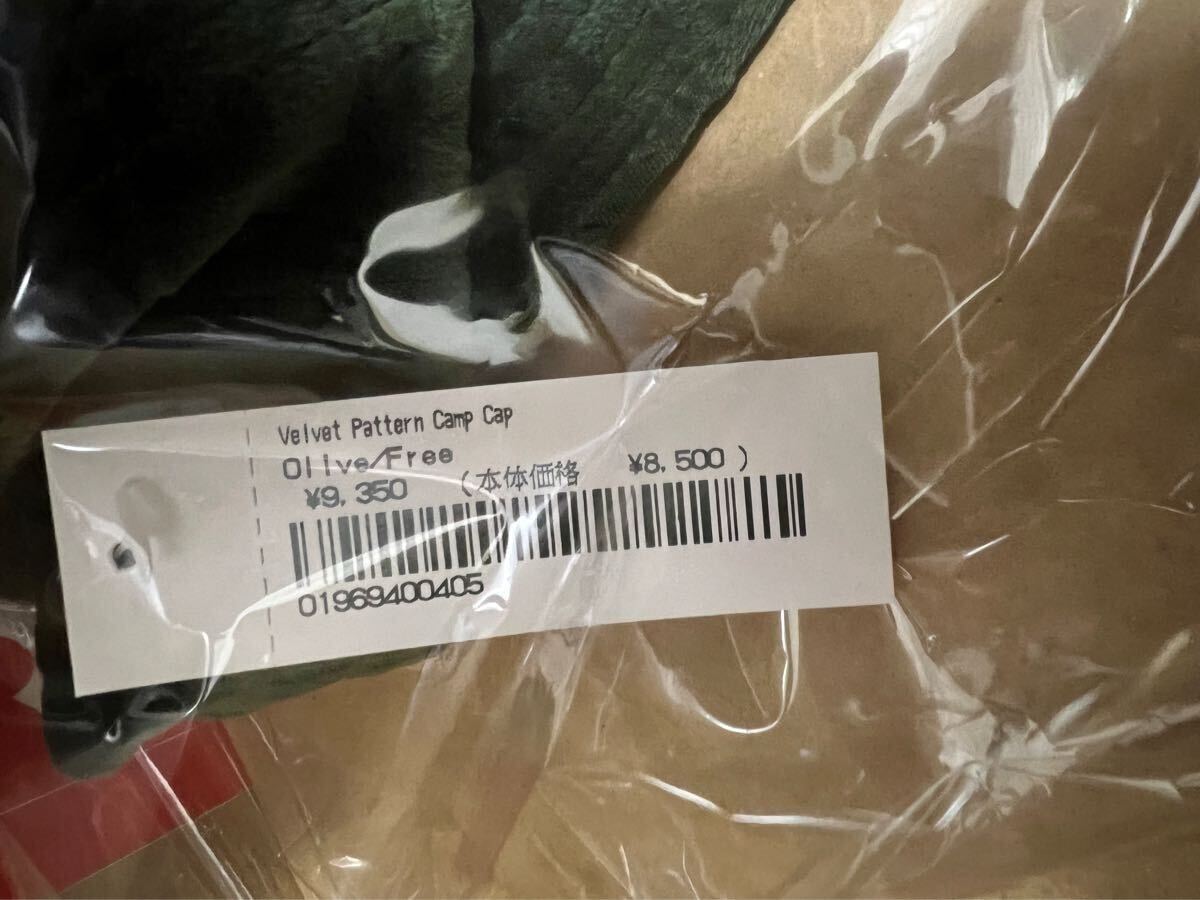 Velvet Pattern Camp Cap
Olive/Free
¥9,350 (本体価格 ¥8,500)
01969400405